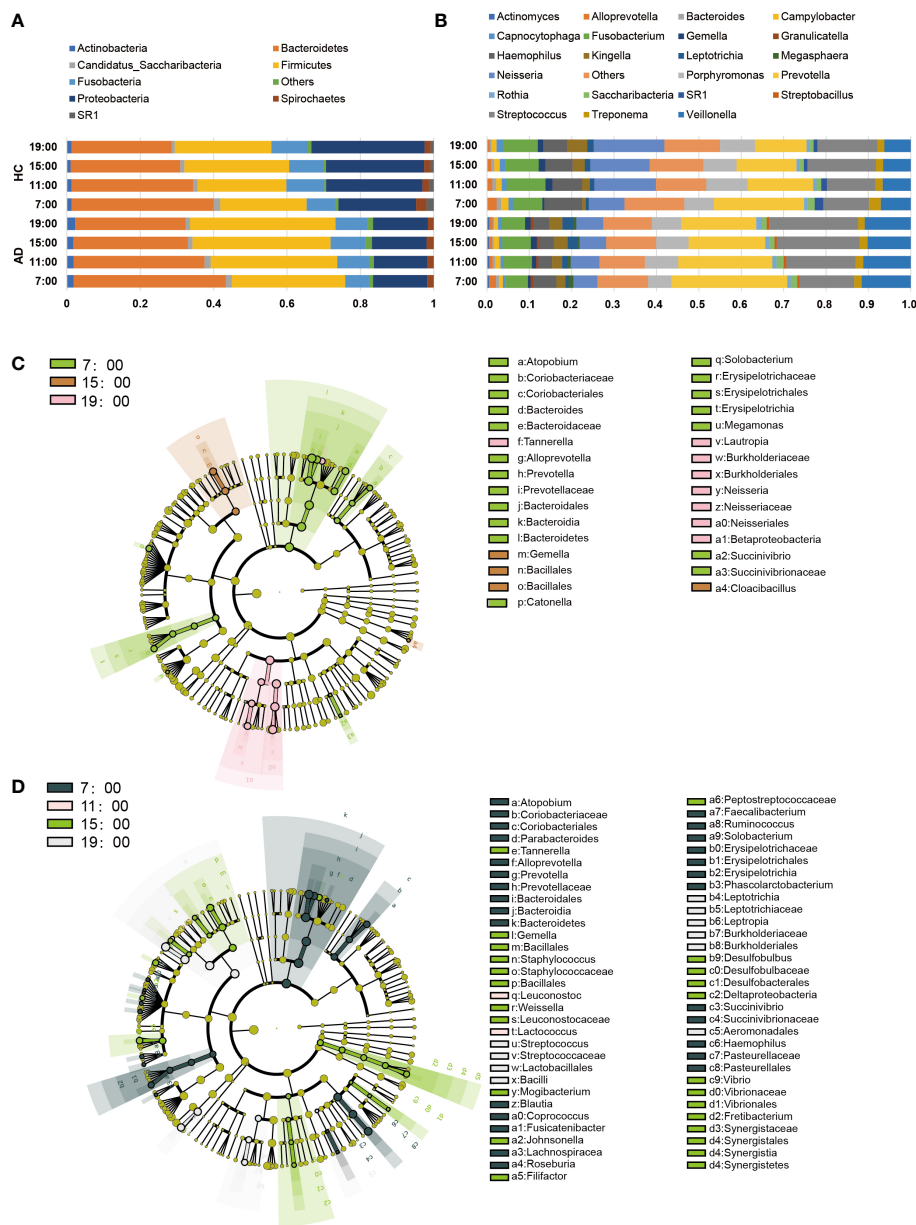 A
B
Actinobacteria Bacteroidetes
Candidatus_Saccharibacteria Firmicutes
Fusobacteria Others
Proteobacteria Spirochaetes
SR1
Actinomyces Alloprevotella Bacteroides Campylobacter
Capnocytophaga Fusobacterium Gemella Granulicatella
Haemophilus Kingella Leptotrichia Megasphaera
Neisseria Others Porphyromonas Prevotella
Rothia Saccharibacteria SR1 Streptobacillus
Streptococcus Treponema Veillonella
HC
19:00
15:00
11:00
7:00
AD
19:00
15:00
11:00
7:00
0 0.2 0.4 0.6 0.8 1
19:00
15:00
11:00
7:00
19:00
15:00
11:00
7:00
0.0 0.1 0.2 0.3 0.4 0.5 0.6 0.7 0.8 0.9 1.0
C
7: 00
15: 00
19: 00
a:Atopobium
b:Coriobacteriaceae
c:Coriobacteriales
d:Bacteroides
e:Bacteroidaceae
f:Tannerella
g:Alloprevotella
h:Prevotella
i:Prevotellaceae
j:Bacteroidales
k:Bacteroidia
l:Bacteroidetes
m:Gemella
n:Bacillales
o:Bacillales
p:Catonella
q:Solobacterium
r:Erysipelotrichaceae
s:Erysipelotrichales
t:Erysipelotrichia
u:Megamonas
v:Lautropia
w:Burkholderiaceae
x:Burkholderiales
y:Neisseria
z:Neisseriaceae
a0:Neisseriales
a1:Betaproteobacteria
a2:Succinivibrio
a3:Succinivibrionaceae
a4:Cloacibacillus
D
7: 00
11: 00
15: 00
19: 00
a:Atopobium
b:Coriobacteriaceae
c:Coriobacteriales
d:Parabacteroides
e:Tannerella
f:Alloprevotella
g:Prevotella
h:Prevotellaceae
i:Bacteroidales
j:Bacteroidia
k:Bacteroidetes
l:Gemella
m:Bacillales
n:Staphylococcus
o:Staphylococcaceae
p:Bacillales
q:Leuconostoc
r:Weissella
s:Leuconostocaceae
t:Lactococcus
u:Streptococcus
v:Streptococcaceae
w:Lactobacillales
x:Bacilli
y:Mogibacterium
z:Blautia
a0:Coprococcus
a1:Fusicatenibacter
a2:Johnsonella
a3:Lachnospiracea
a4:Roseburia
a5:Filifactor
a6:Peptostreptococcaceae
a7:Faecalibacterium
a8:Ruminococcus
a9:Solobacterium
b0:Erysipelotrichaceae
b1:Erysipelotrichales
b2:Erysipelotrichia
b3:Phascolarctobacterium
b4:Leptotrichia
b5:Leptotrichiaceae
b6:Leptropia
b7:Burkholderiaceae
b8:Burkholderiales
b9:Desulfobulbus
c0:Desulfobulbaceae
c1:Desulfobacterales
c2:Deltaproteobacteria
c3:Succinivibrio
c4:Succinivibrionaceae
c5:Aeromonadales
c6:Haemophilus
c7:Pasteurellaceae
c8:Pasteurellales
c9:Vibrio
d0:Vibrionaceae
d1:Vibrionales
d2:Fretibacterium
d3:Synergistaceae
d4:Synergistales
d4:Synergistia
d4:Synergistetes